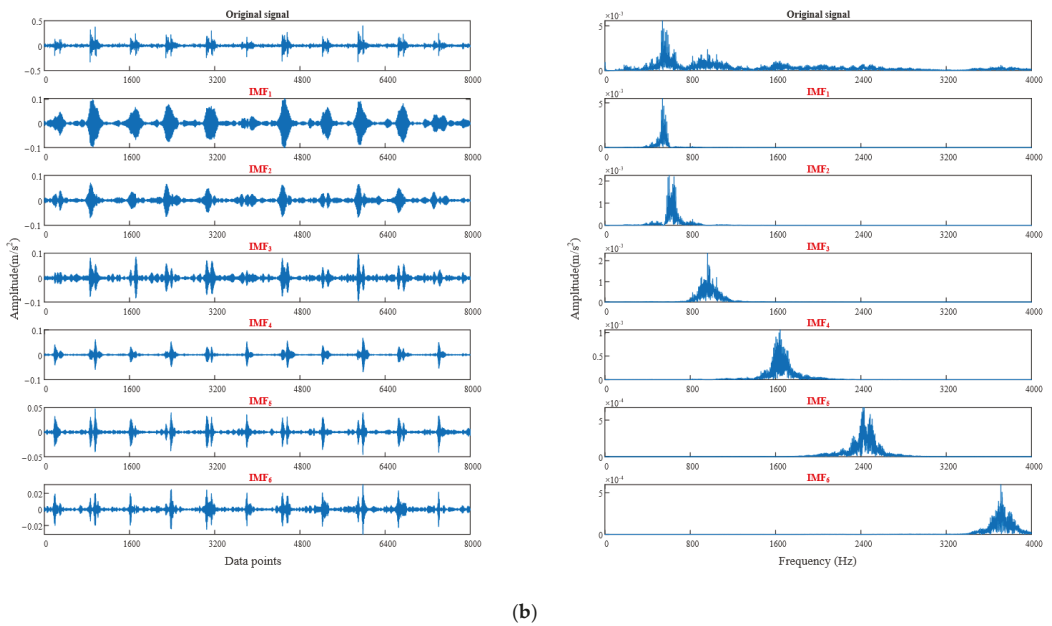 Original signal
0.5
0
−0.5
0 1600 3200 4800 6400 8000
IMF₁
0.1
0
−0.1
0 1600 3200 4800 6400 8000
IMF₂
0.1
0
−0.1
0 1600 3200 4800 6400 8000
IMF₃
0.1
0
−0.1
0 1600 3200 4800 6400 8000
IMF₄
0.1
0
−0.1
0 1600 3200 4800 6400 8000
IMF₅
0.05
0
−0.05
0 1600 3200 4800 6400 8000
IMF₆
0.02
0
−0.02
0 1600 3200 4800 6400 8000
Amplitude(m/s²)
Data points
Original signal
×10⁻³
5
0
0 800 1600 2400 3200 4000
IMF₁
×10⁻³
5
0
0 800 1600 2400 3200 4000
IMF₂
×10⁻³
2
1
0
0 800 1600 2400 3200 4000
IMF₃
×10⁻³
2
1
0
0 800 1600 2400 3200 4000
IMF₄
×10⁻³
1
0.5
0
0 800 1600 2400 3200 4000
IMF₅
×10⁻⁴
5
0
0 800 1600 2400 3200 4000
IMF₆
×10⁻⁴
5
0
0 800 1600 2400 3200 4000
Amplitude(m/s²)
Frequency (Hz)
(b)